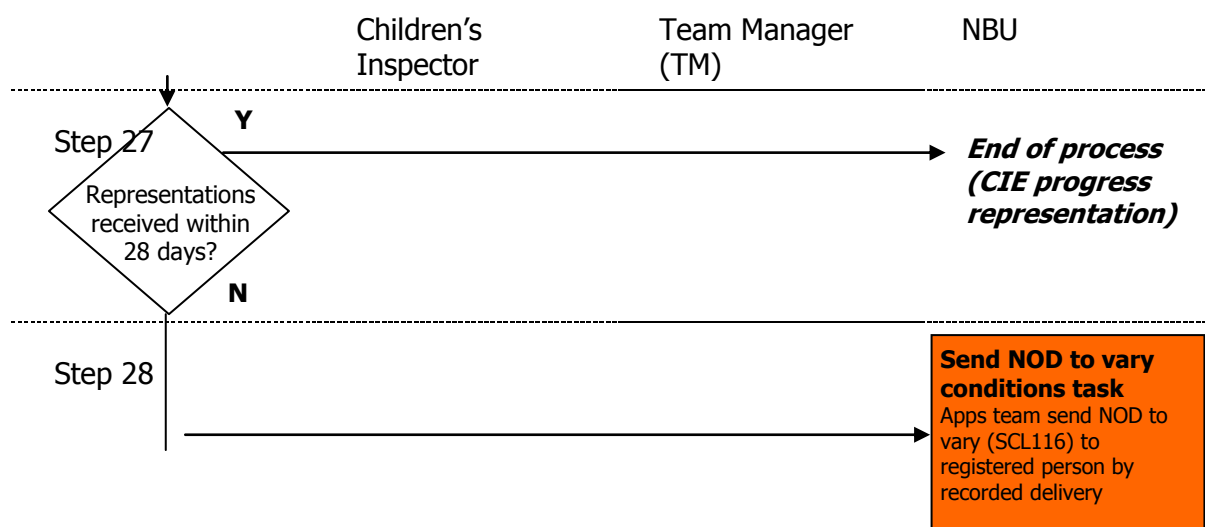 Children's
Inspector
Team Manager
(TM)
NBU
Step 27
Y
Representations
received within
28 days?
N
End of process
(CIE progress
representation)
Step 28
Send NOD to vary
conditions task
Apps team send NOD to
vary (SCL116) to
registered person by
recorded delivery